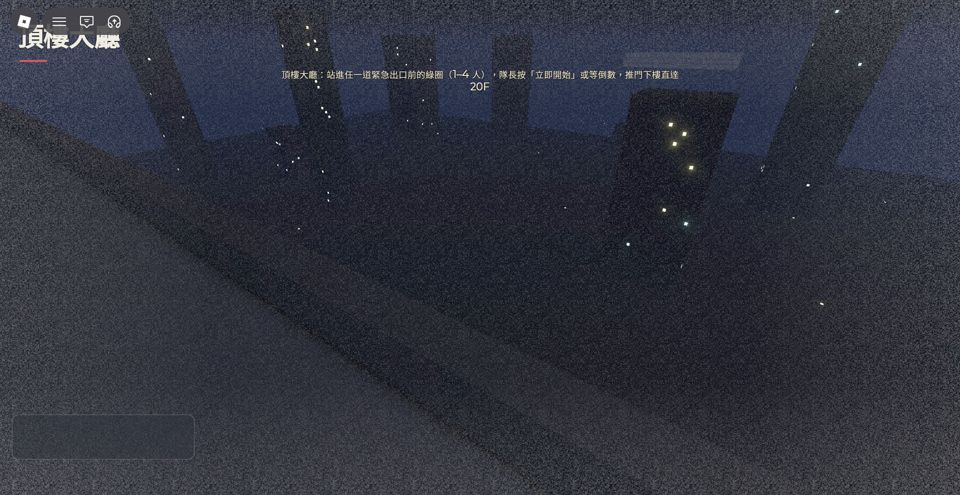 頂樓大廳
頂樓大廳：站進任一道緊急出口前的綠圈（1–4 人），隊長按「立即開始」或等倒數，推門下樓直達
20F